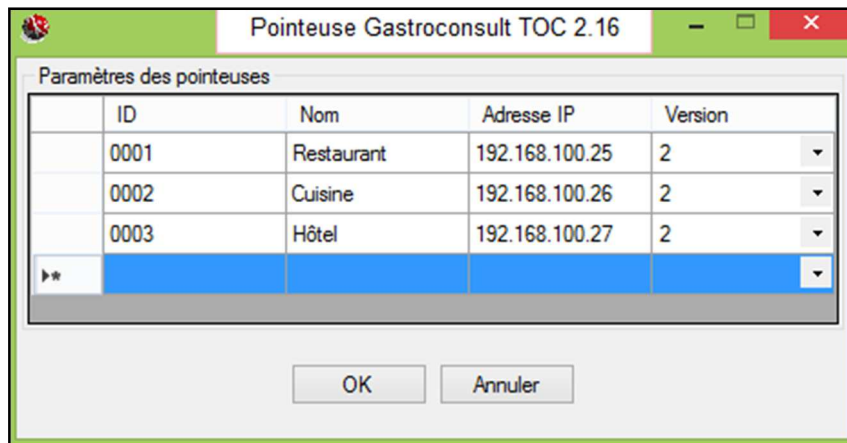 Pointeuse Gastroconsult TOC 2.16
Paramètres des pointeuses
ID Nom Adresse IP Version
0001 Restaurant 192.168.100.25 2
0002 Cuisine 192.168.100.26 2
0003 Hôtel 192.168.100.27 2
OK Annuler